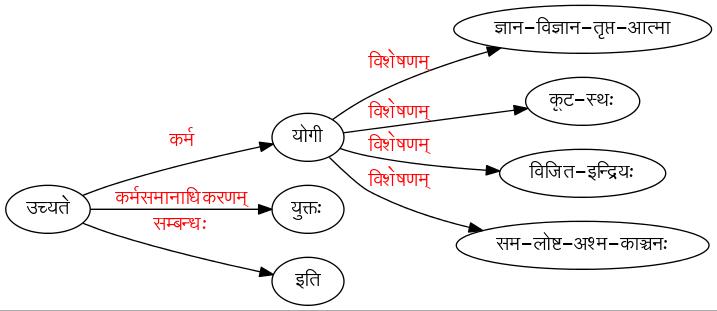 ज्ञान-विज्ञान-तृप्त-आत्मा
विशेषणम्
कूट-स्थः
विशेषणम्
कर्म
योगी
विशेषणम्
विजित-इन्द्रियः
विशेषणम्
उच्यते
कर्मसमानाधिकरणम्
युक्तः
सम्बन्धः
सम-लोष्ट-अश्म-काञ्चनः
इति